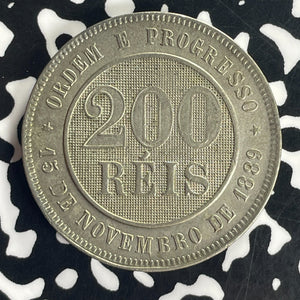 ORDEM E PROGRESSO
200
RÉIS
15 DE NOVEMBRO DE 1889